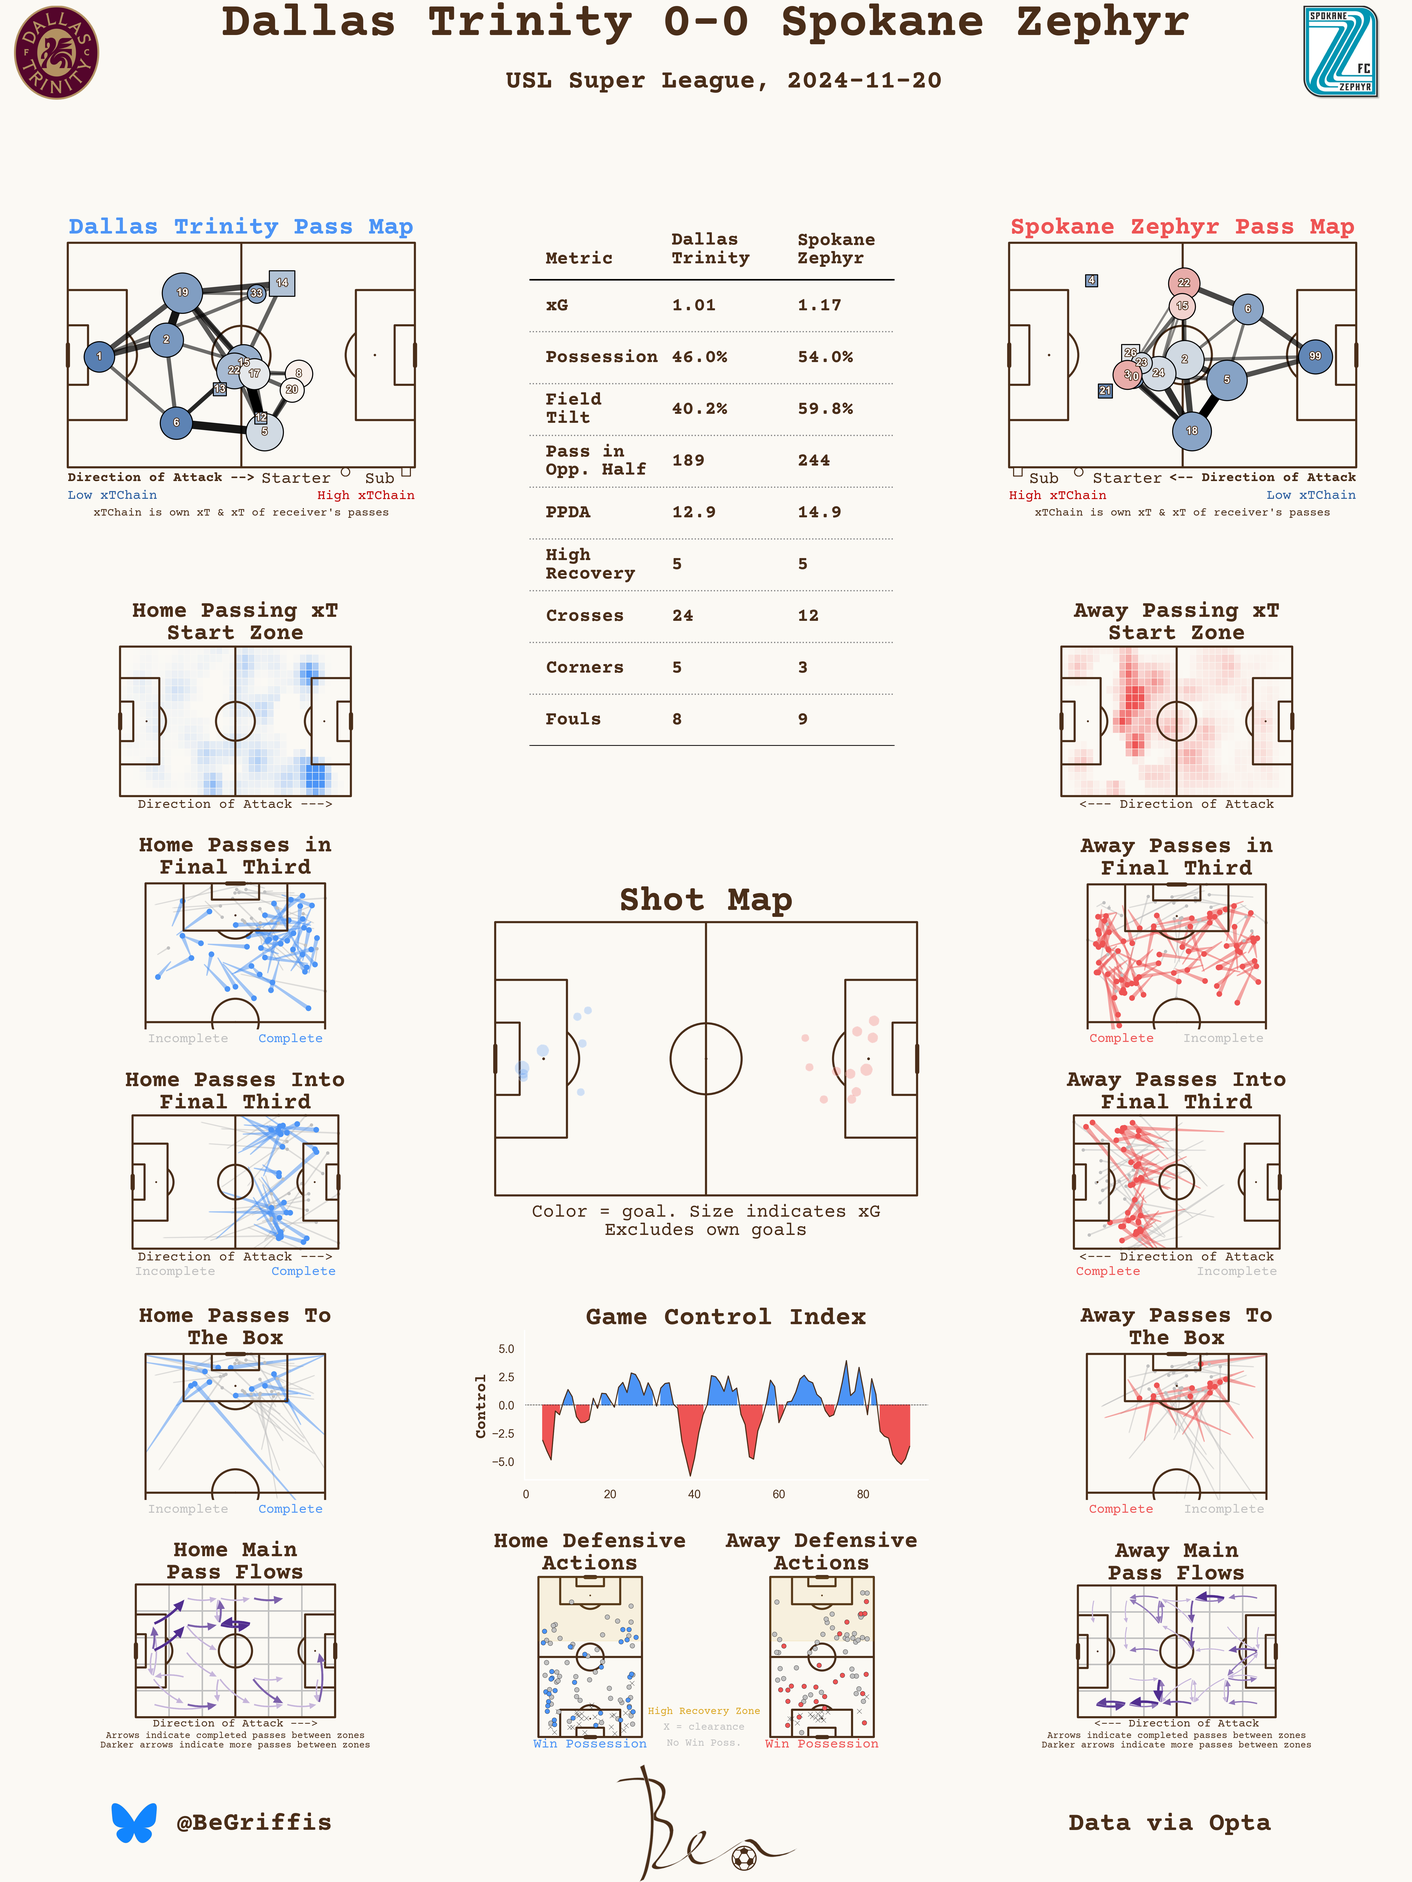 Dallas Trinity 0-0 Spokane Zephyr
USL Super League, 2024-11-20
DALLAS
F C
TRINITY
SPOKANE
FC
ZEPHYR
Dallas Trinity Pass Map
1
2
19
6
33
14
15
22
17
8
20
13
12
5
Direction of Attack --> Starter Sub
Low xTChain High xTChain
xTChain is own xT & xT of receiver's passes
Metric Dallas Trinity Spokane Zephyr
xG 1.01 1.17
Possession 46.0% 54.0%
Field Tilt 40.2% 59.8%
Pass in Opp. Half 189 244
PPDA 12.9 14.9
High Recovery 5 5
Crosses 24 12
Corners 5 3
Fouls 8 9
Spokane Zephyr Pass Map
4
22
15
6
26
23
3
24
2
99
5
21
18
Sub Starter <-- Direction of Attack
High xTChain Low xTChain
xTChain is own xT & xT of receiver's passes
Home Passing xT
Start Zone
Direction of Attack --->
Away Passing xT
Start Zone
<--- Direction of Attack
Home Passes in
Final Third
Incomplete Complete
Away Passes in
Final Third
Complete Incomplete
Shot Map
Color = goal. Size indicates xG
Excludes own goals
Home Passes Into
Final Third
Direction of Attack --->
Incomplete Complete
Away Passes Into
Final Third
<--- Direction of Attack
Complete Incomplete
Home Passes To
The Box
Incomplete Complete
Game Control Index
Control
5.0
2.5
0.0
−2.5
−5.0
0 20 40 60 80
Away Passes To
The Box
Complete Incomplete
Home Main
Pass Flows
Direction of Attack --->
Arrows indicate completed passes between zones
Darker arrows indicate more passes between zones
Home Defensive
Actions
Win Possession
High Recovery Zone
X = clearance
No Win Poss.
Away Defensive
Actions
Win Possession
Away Main
Pass Flows
<--- Direction of Attack
Arrows indicate completed passes between zones
Darker arrows indicate more passes between zones
@BeGriffis
Ben
Data via Opta